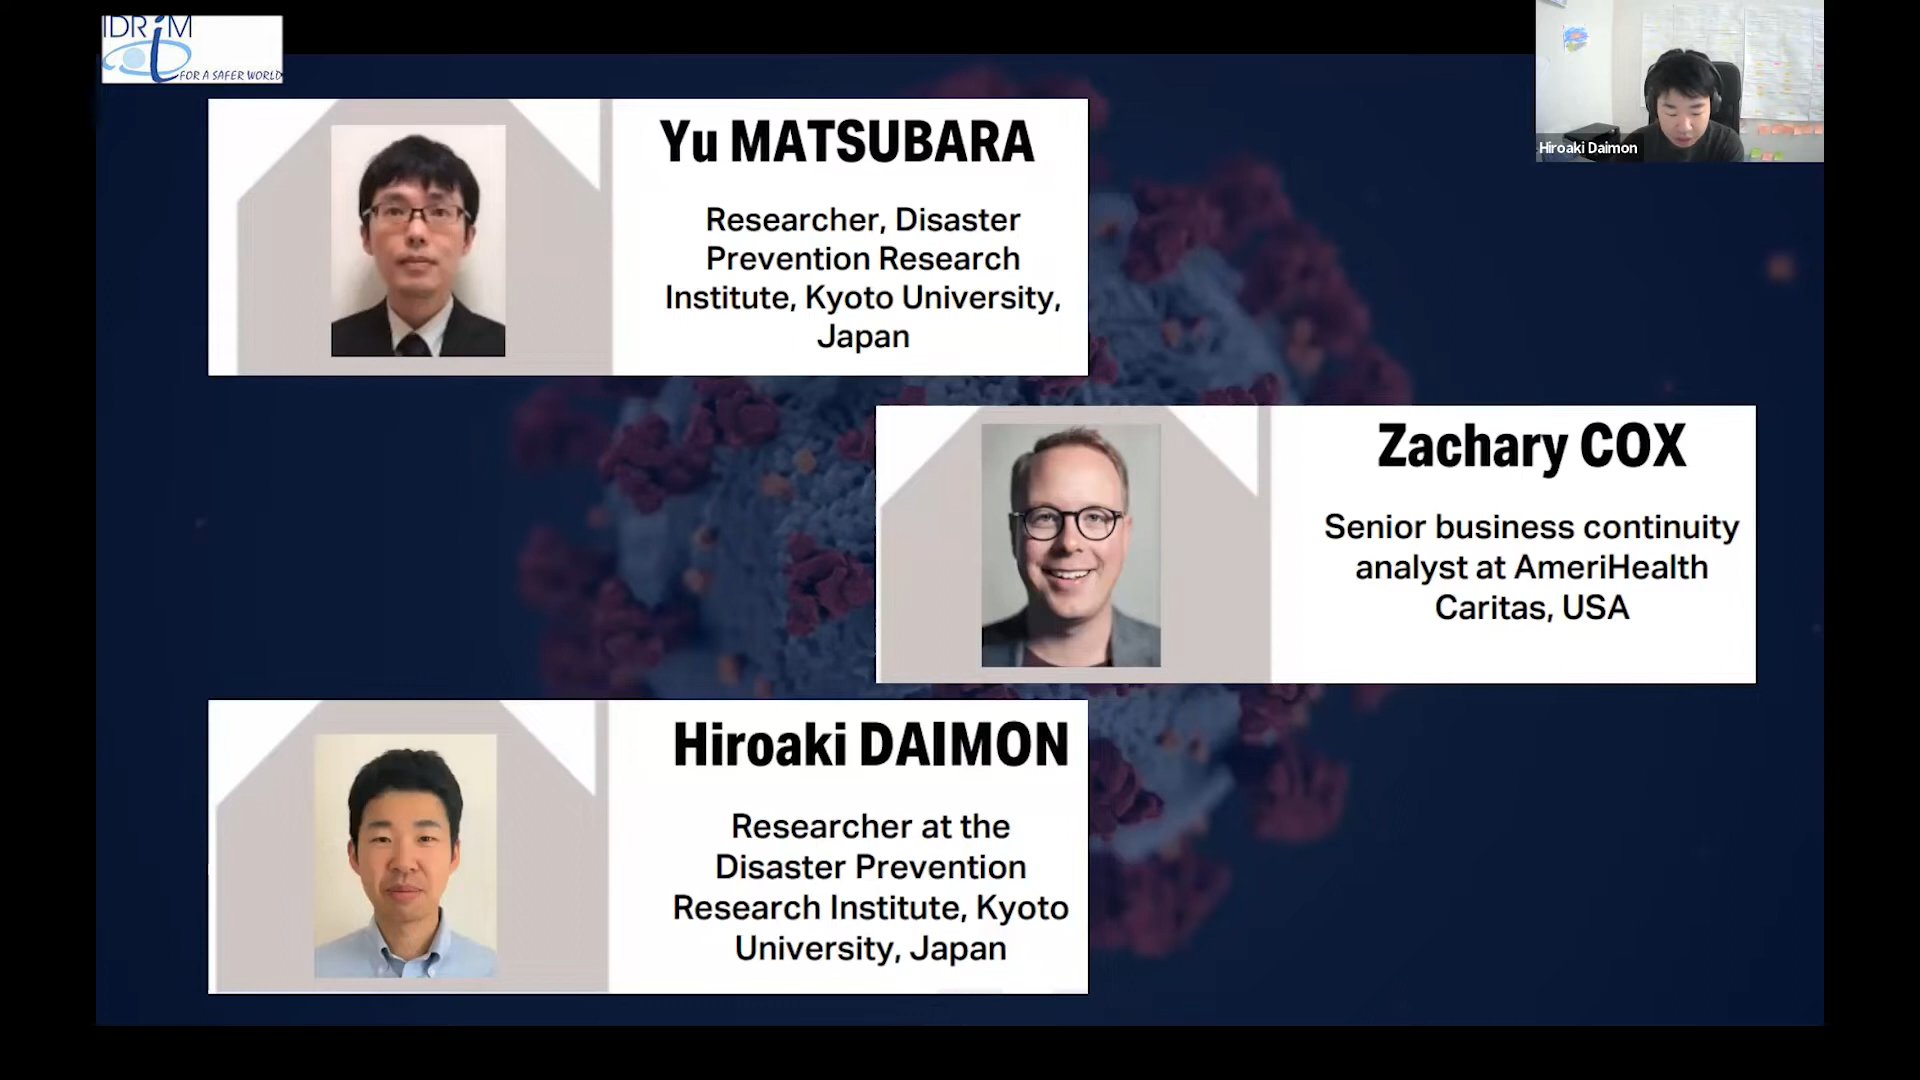 IDRiM
FOR A SAFER WORLD
Hiroaki Daimon
Yu MATSUBARA
Researcher, Disaster
Prevention Research
Institute, Kyoto University,
Japan
Zachary COX
Senior business continuity
analyst at AmeriHealth
Caritas, USA
Hiroaki DAIMON
Researcher at the
Disaster Prevention
Research Institute, Kyoto
University, Japan